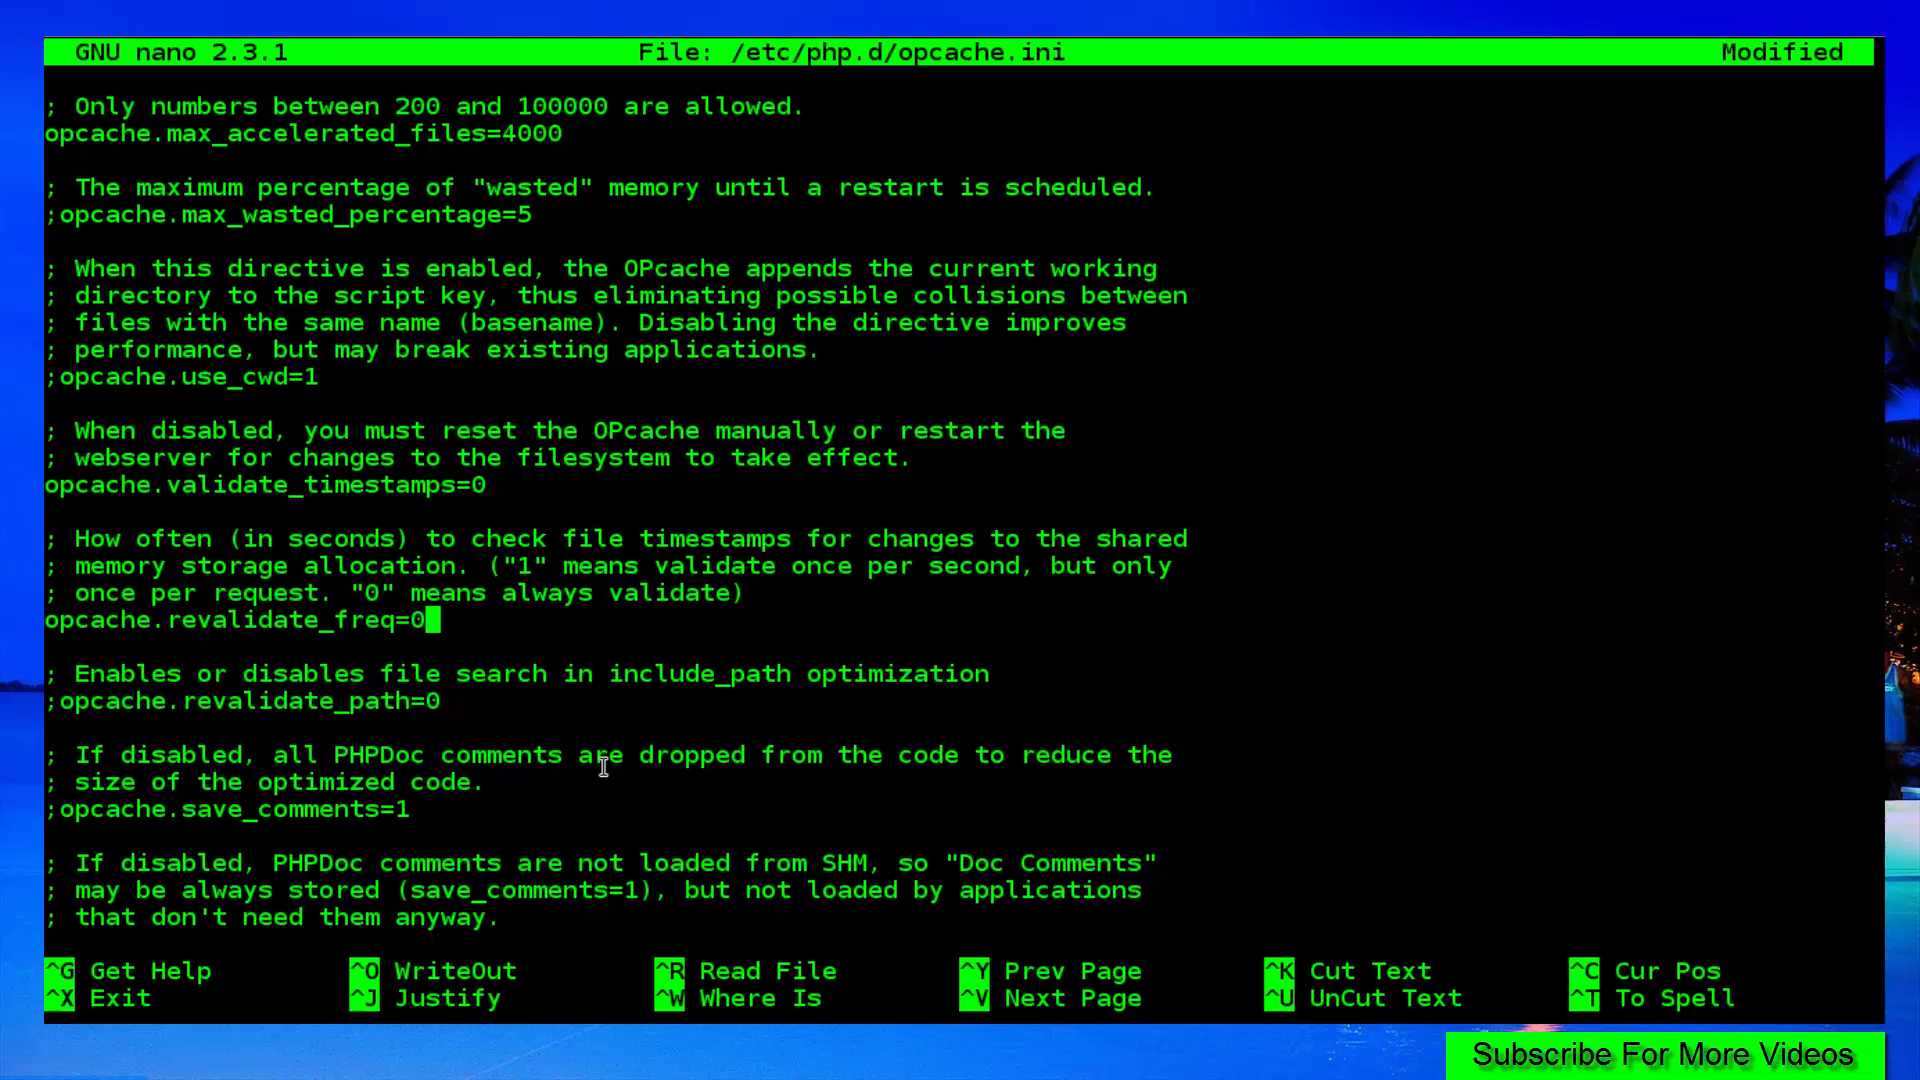 GNU nano 2.3.1 File: /etc/php.d/opcache.ini Modified
; Only numbers between 200 and 100000 are allowed.
opcache.max_accelerated_files=4000
; The maximum percentage of "wasted" memory until a restart is scheduled.
;opcache.max_wasted_percentage=5
; When this directive is enabled, the OPcache appends the current working
; directory to the script key, thus eliminating possible collisions between
; files with the same name (basename). Disabling the directive improves
; performance, but may break existing applications.
;opcache.use_cwd=1
; When disabled, you must reset the OPcache manually or restart the
; webserver for changes to the filesystem to take effect.
opcache.validate_timestamps=0
; How often (in seconds) to check file timestamps for changes to the shared
; memory storage allocation. ("1" means validate once per second, but only
; once per request. "0" means always validate)
opcache.revalidate_freq=0
; Enables or disables file search in include_path optimization
;opcache.revalidate_path=0
; If disabled, all PHPDoc comments are dropped from the code to reduce the
; size of the optimized code.
;opcache.save_comments=1
; If disabled, PHPDoc comments are not loaded from SHM, so "Doc Comments"
; may be always stored (save_comments=1), but not loaded by applications
; that don't need them anyway.
^G Get Help ^O WriteOut ^R Read File ^Y Prev Page ^K Cut Text ^C Cur Pos
^X Exit ^J Justify ^W Where Is ^V Next Page ^U UnCut Text ^T To Spell
Subscribe For More Videos